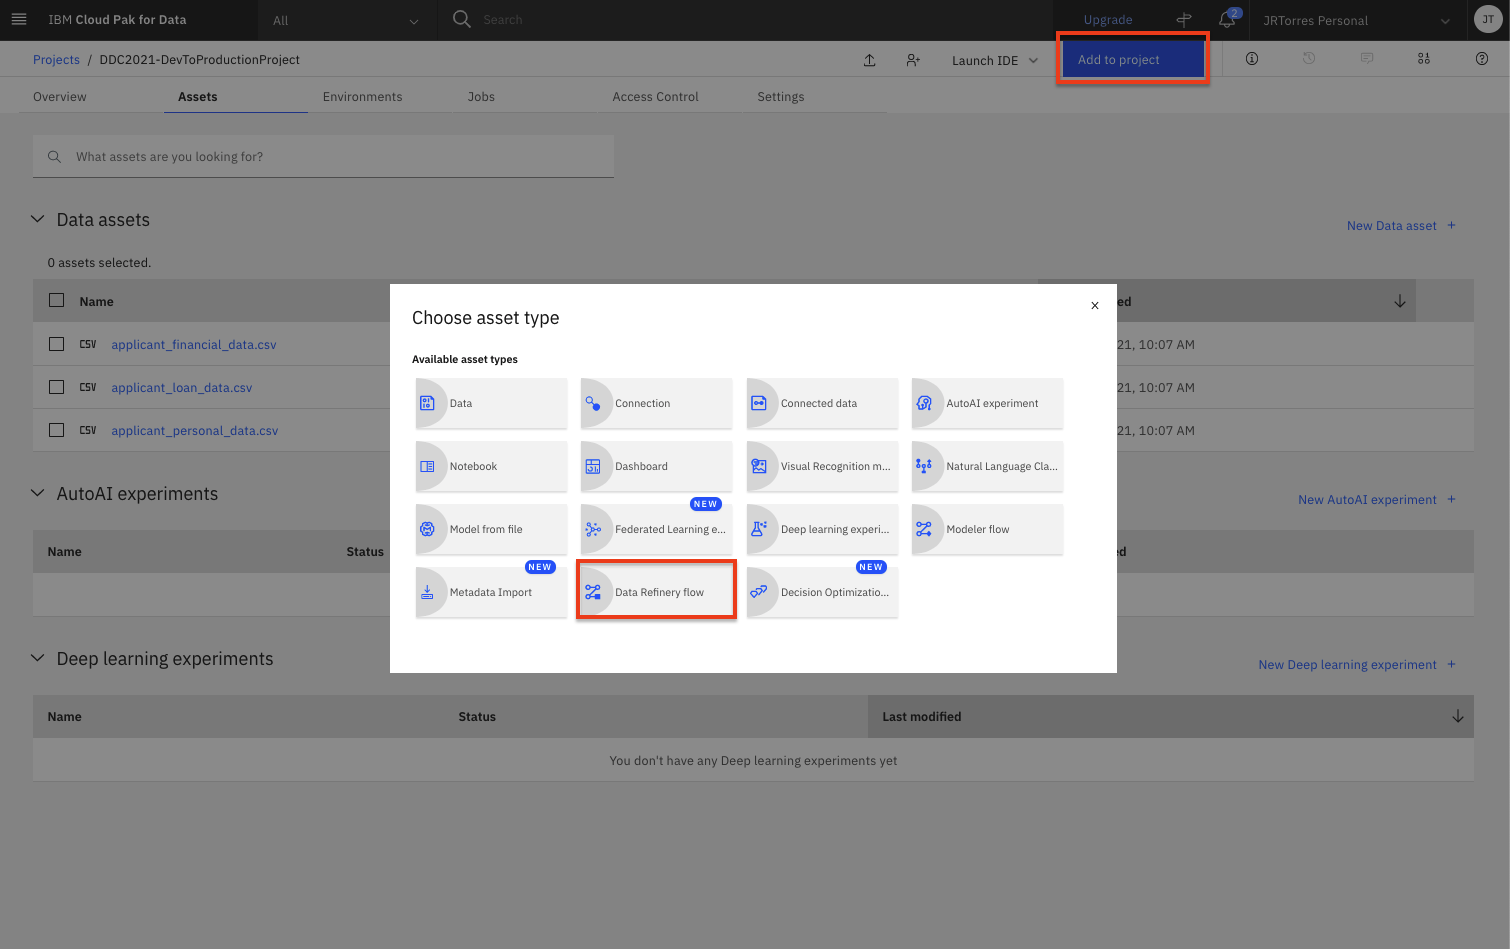 IBM Cloud Pak for Data All Search Upgrade 2 JRTorres Personal JT
Projects / DDC2021-DevToProductionProject Launch IDE Add to project
Overview Assets Environments Jobs Access Control Settings
What assets are you looking for?
Data assets
New Data asset +
0 assets selected.
Name ed
CSV applicant_financial_data.csv 21, 10:07 AM
CSV applicant_loan_data.csv 21, 10:07 AM
CSV applicant_personal_data.csv 21, 10:07 AM
AutoAI experiments
New AutoAI experiment +
Name Status ed
Deep learning experiments
New Deep learning experiment +
Name Status Last modified
You don't have any Deep learning experiments yet
Choose asset type
Available asset types
Data Connection Connected data AutoAI experiment
Notebook Dashboard Visual Recognition m... Natural Language Cla...
NEW
Model from file Federated Learning e... Deep learning experi... Modeler flow
NEW NEW
Metadata Import Data Refinery flow Decision Optimizatio...